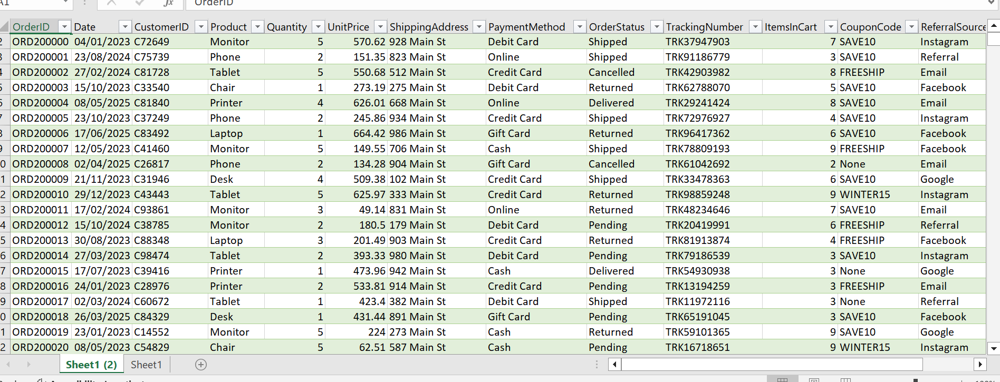 OrderID
OrderID Date CustomerID Product Quantity UnitPrice ShippingAddress PaymentMethod OrderStatus TrackingNumber ItemsInCart CouponCode ReferralSource
ORD200000 04/01/2023 C72649 Monitor 5 570.62 928 Main St Debit Card Shipped TRK37947903 7 SAVE10 Instagram
ORD200001 23/08/2024 C75739 Phone 2 151.35 823 Main St Online Shipped TRK91186779 3 SAVE10 Referral
ORD200002 27/02/2024 C81728 Tablet 5 550.68 512 Main St Credit Card Cancelled TRK42903982 8 FREESHIP Email
ORD200003 15/10/2023 C33540 Chair 1 273.19 275 Main St Debit Card Returned TRK62788070 5 SAVE10 Facebook
ORD200004 08/05/2025 C81840 Printer 4 626.01 668 Main St Online Delivered TRK29241424 8 SAVE10 Email
ORD200005 23/10/2023 C37249 Phone 2 245.86 934 Main St Credit Card Shipped TRK72976927 4 SAVE10 Instagram
ORD200006 17/06/2025 C83492 Laptop 1 664.42 986 Main St Gift Card Returned TRK96417362 6 SAVE10 Facebook
ORD200007 12/05/2023 C41460 Monitor 5 149.55 706 Main St Cash Shipped TRK78809193 9 FREESHIP Facebook
ORD200008 02/04/2025 C26817 Phone 2 134.28 904 Main St Gift Card Cancelled TRK61042692 2 None Email
ORD200009 21/11/2023 C31946 Desk 4 509.38 102 Main St Credit Card Shipped TRK33478363 6 SAVE10 Google
ORD200010 29/12/2023 C43443 Tablet 5 625.97 333 Main St Credit Card Returned TRK98859248 9 WINTER15 Instagram
ORD200011 17/02/2024 C93861 Monitor 3 49.14 831 Main St Online Returned TRK48234646 7 SAVE10 Email
ORD200012 15/10/2024 C38785 Monitor 2 180.5 179 Main St Debit Card Pending TRK20419991 6 FREESHIP Referral
ORD200013 30/08/2023 C88348 Laptop 3 201.49 903 Main St Credit Card Returned TRK81913874 4 FREESHIP Facebook
ORD200014 27/03/2023 C98474 Tablet 2 393.33 980 Main St Debit Card Pending TRK79186539 3 SAVE10 Instagram
ORD200015 17/07/2023 C39416 Printer 1 473.96 942 Main St Cash Delivered TRK54930938 3 None Google
ORD200016 24/01/2023 C28976 Printer 2 533.81 914 Main St Credit Card Pending TRK13194259 3 FREESHIP Email
ORD200017 02/03/2024 C60672 Tablet 1 423.4 382 Main St Debit Card Shipped TRK11972116 3 None Referral
ORD200018 26/03/2025 C84329 Desk 1 431.44 891 Main St Gift Card Pending TRK65191045 3 SAVE10 Facebook
ORD200019 23/01/2023 C14552 Monitor 5 224 273 Main St Cash Returned TRK59101365 9 SAVE10 Google
ORD200020 08/05/2023 C54829 Chair 5 62.51 587 Main St Cash Pending TRK16718651 9 WINTER15 Instagram
Sheet1 (2) Sheet1